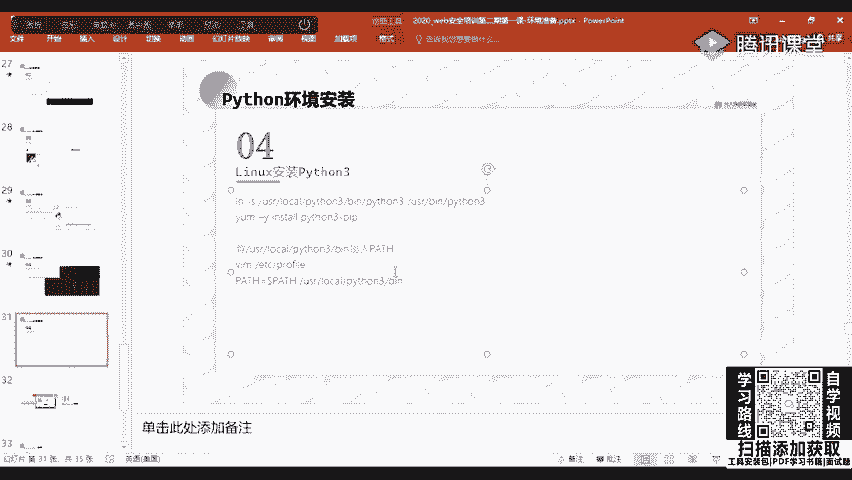 2020_web安全培训第二期第一课-环境准备.pptx - PowerPoint
文件
开始
插入
设计
切换
动画
幻灯片放映
审阅
视图
加载项
格式
告诉我您想要做什么...
共享
腾讯课堂
27
28
29
30
31
32
33
Python环境安装
04
Linux安装Python3
ln -s /usr/local/python3/bin/python3 /usr/bin/python3
yum -y install python3-pip
将/usr/local/python3/bin加入PATH
vim /etc/profile
单击此处添加备注
幻灯片 第 31 张，共 35 张
英语(美国)
备注
批注
学习路线
自学视频
扫描添加获取
工具安装包|PDF学习书籍|面试题